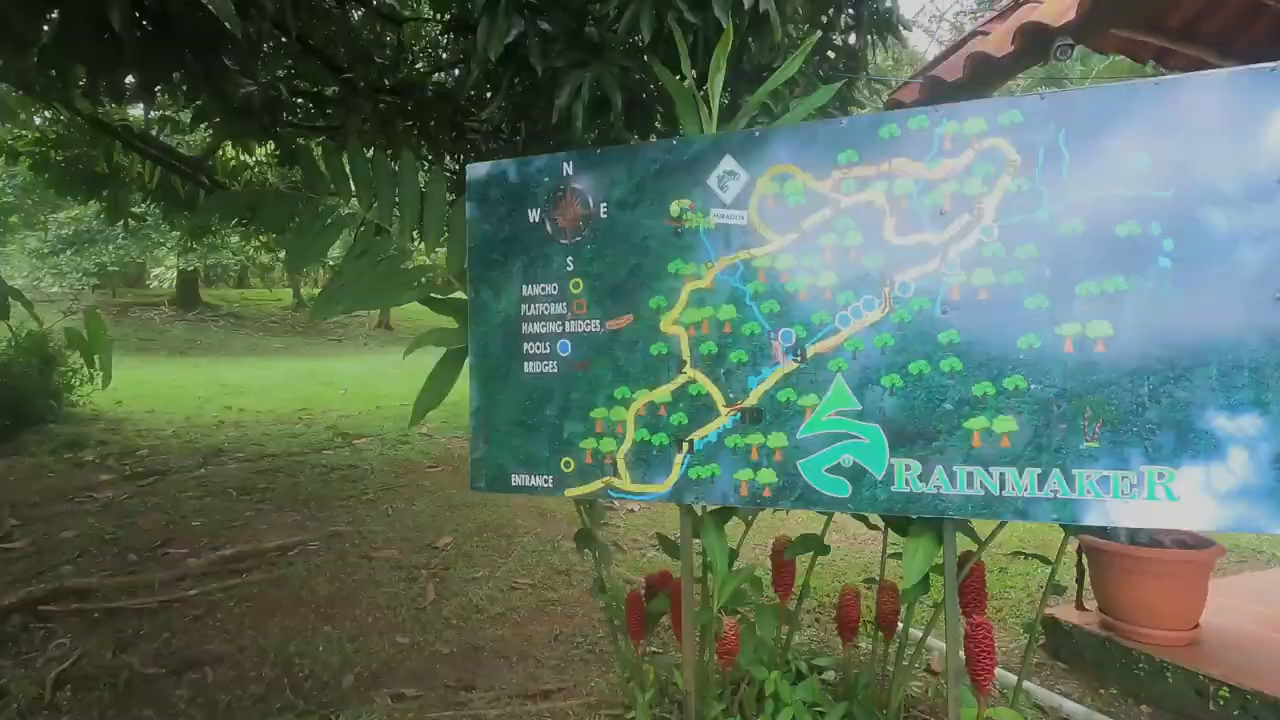 N
W E
S
MIRADOR
RANCHO
PLATFORMS
HANGING BRIDGES
POOLS
BRIDGES
ENTRANCE
RAINMAKER